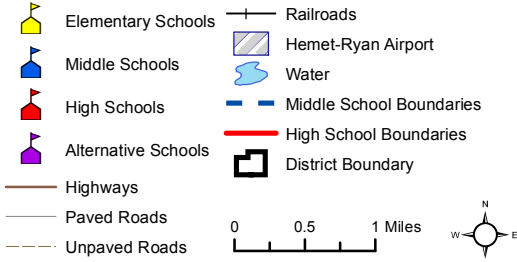 Elementary Schools
Middle Schools
High Schools
Alternative Schools
Highways
Paved Roads
Unpaved Roads
Railroads
Hemet-Ryan Airport
Water
Middle School Boundaries
High School Boundaries
District Boundary
0 0.5 1 Miles
N
W E
S